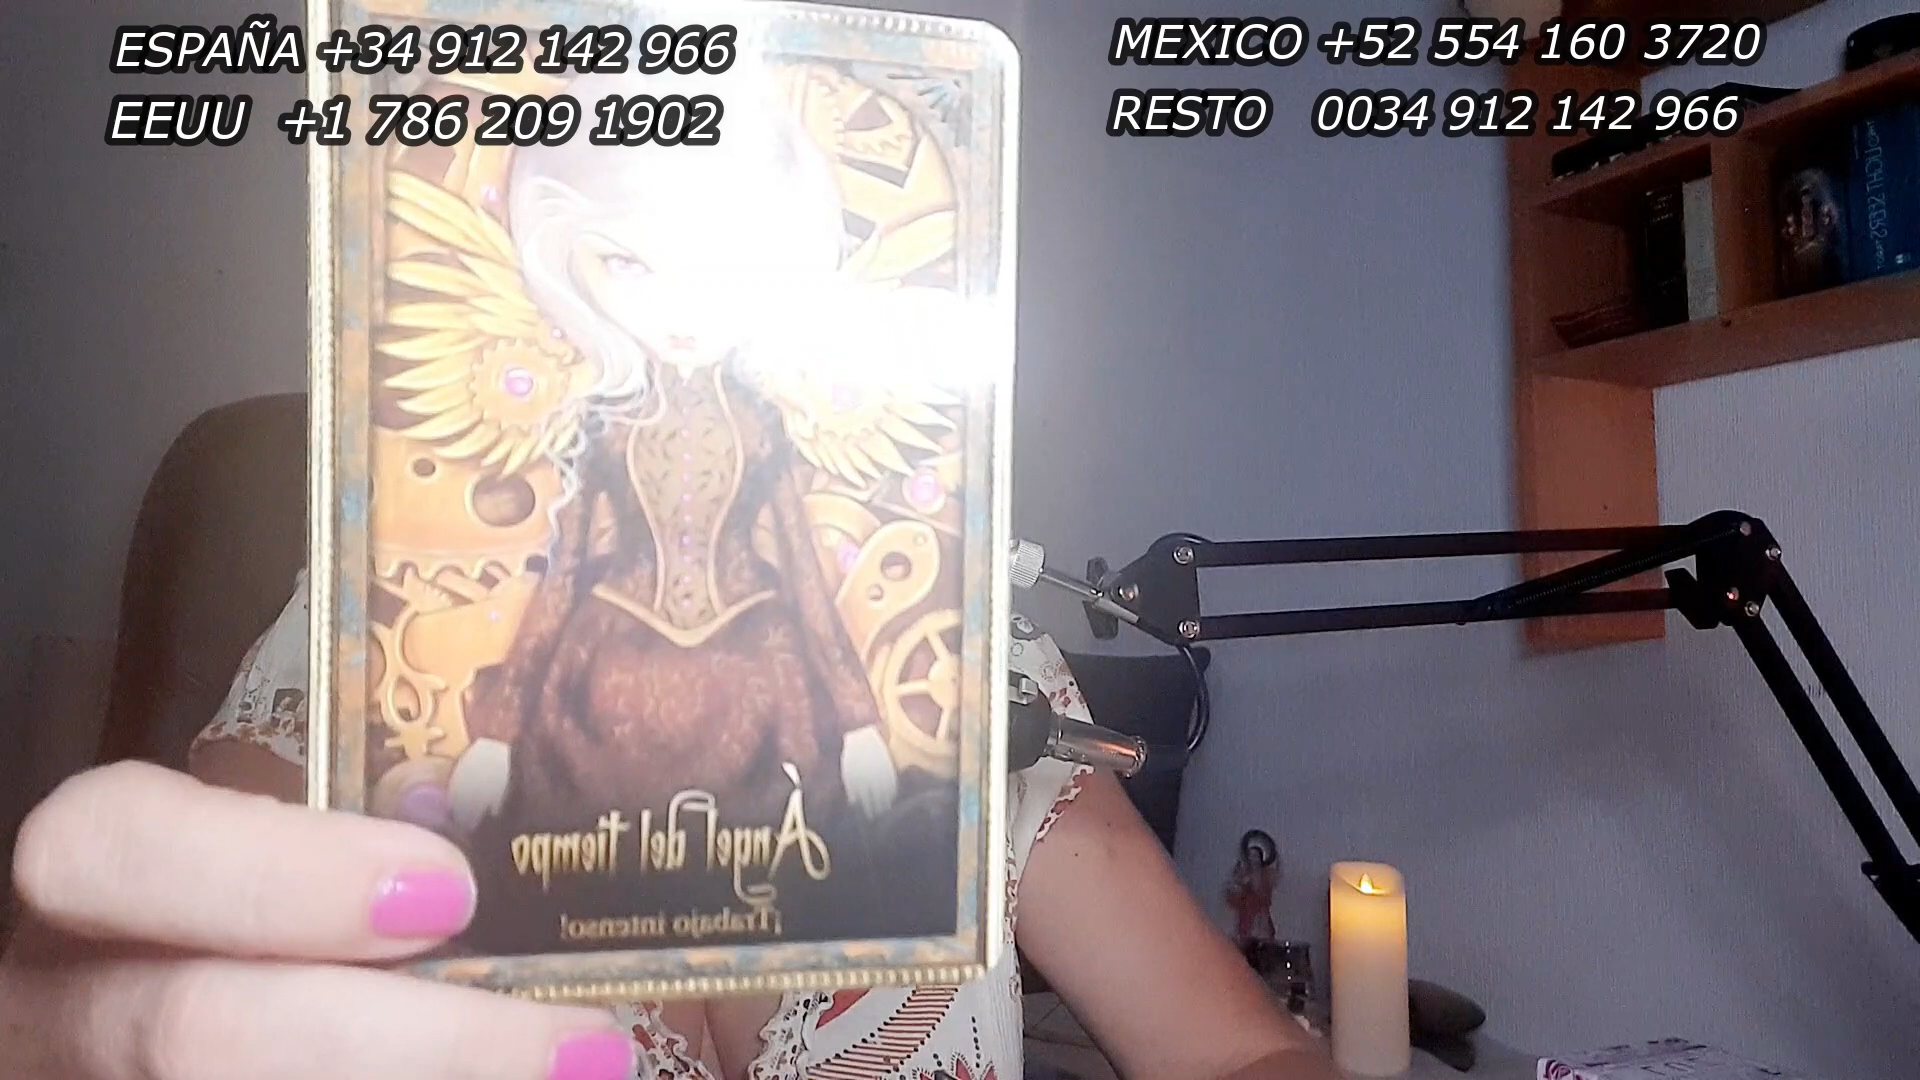 ESPAÑA +34 912 142 966
EEUU +1 786 209 1902
MEXICO +52 554 160 3720
RESTO 0034 912 142 966
Ángel del tiempo
¡Trabajo intenso!